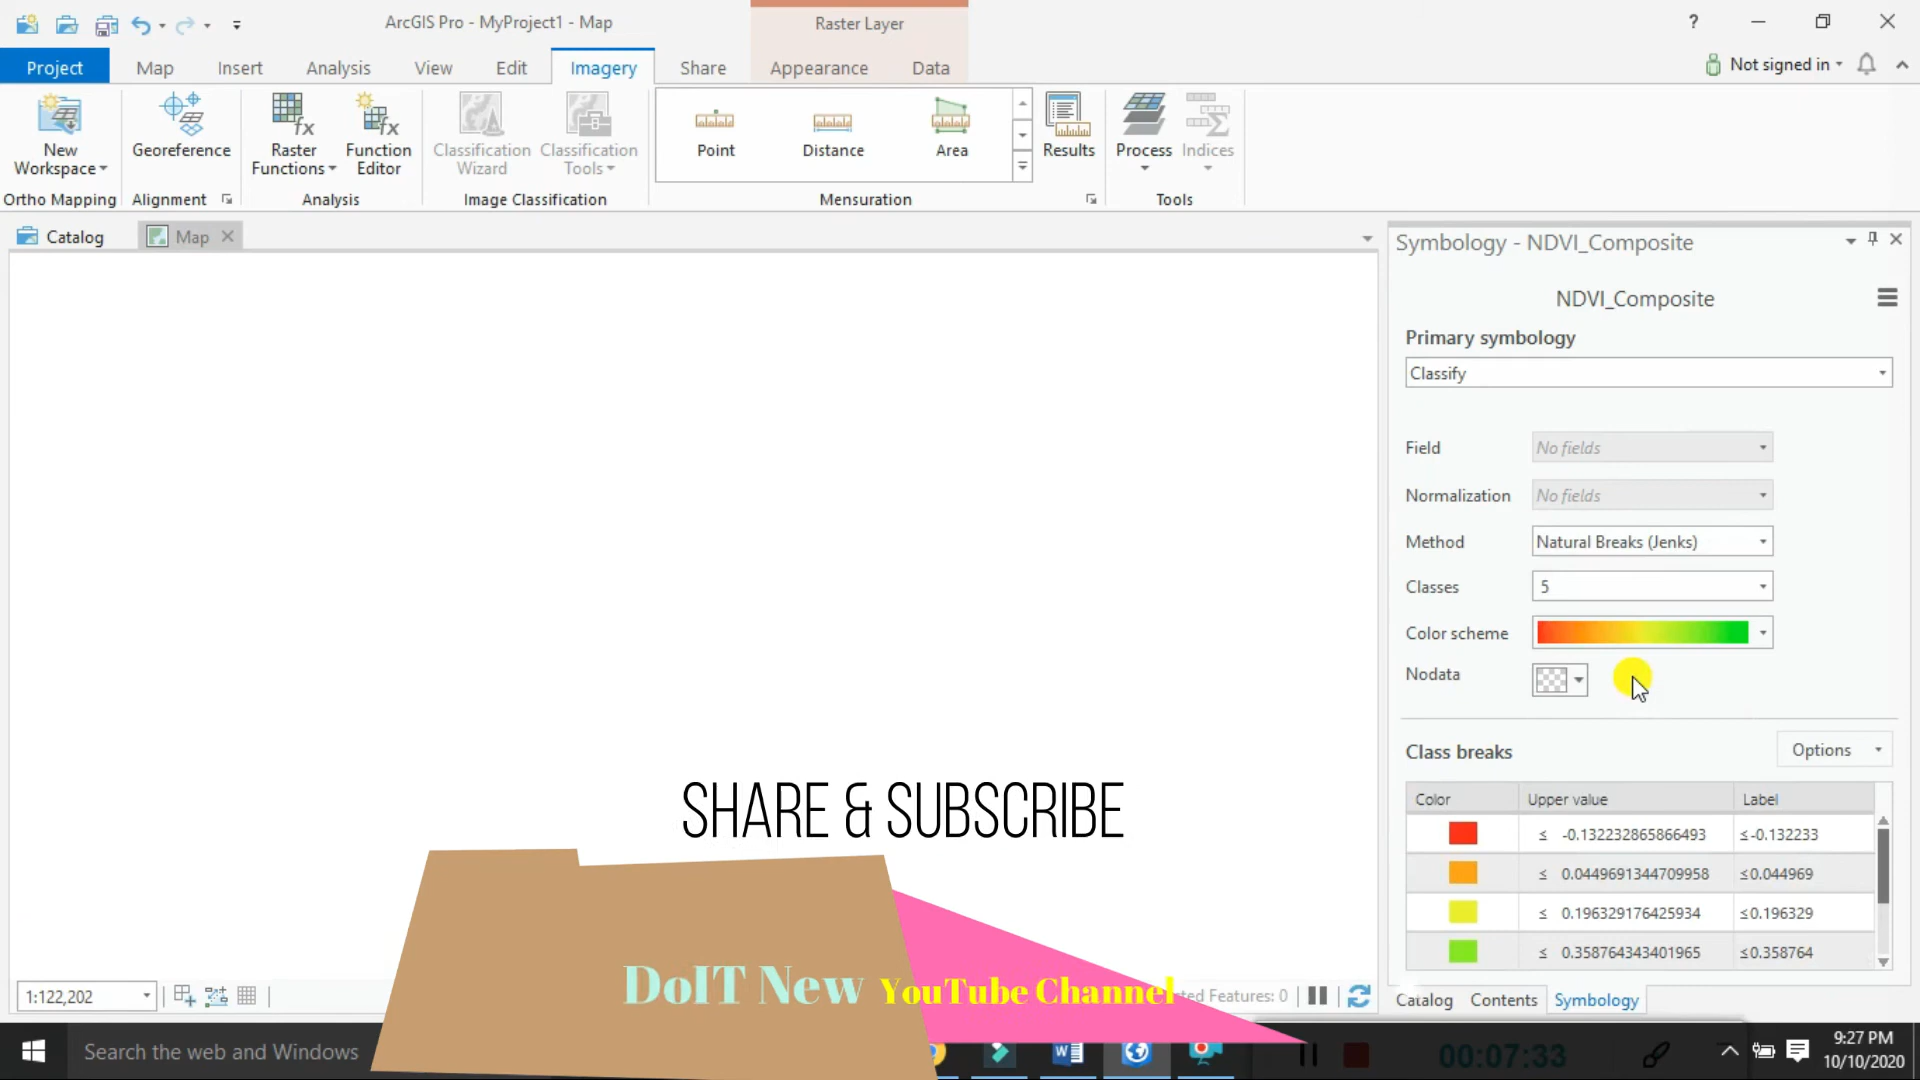 ArcGIS Pro - MyProject1 - Map
Raster Layer
?
Project
Map
Insert
Analysis
View
Edit
Imagery
Share
Appearance
Data
Not signed in
New
Workspace
Georeference
Raster
Functions
Function
Editor
Classification
Wizard
Classification
Tools
Point
Distance
Area
Results
Process
Indices
Ortho Mapping
Alignment
Analysis
Image Classification
Mensuration
Tools
Catalog
Map
Symbology - NDVI_Composite
NDVI_Composite
Primary symbology
Classify
Field
No fields
Normalization
No fields
Method
Natural Breaks (Jenks)
Classes
5
Color scheme
Nodata
Class breaks
Options
Color
Upper value
Label
≤ -0.132232865866493
≤ -0.132233
≤ 0.0449691344709958
≤ 0.044969
≤ 0.196329176425934
≤ 0.196329
≤ 0.358764343401965
≤ 0.358764
SHARE & SUBSCRIBE
DoIT New YouTube Channel
1:122,202
ted Features: 0
Catalog
Contents
Symbology
Search the web and Windows
00:07:33
9:27 PM
10/10/2020